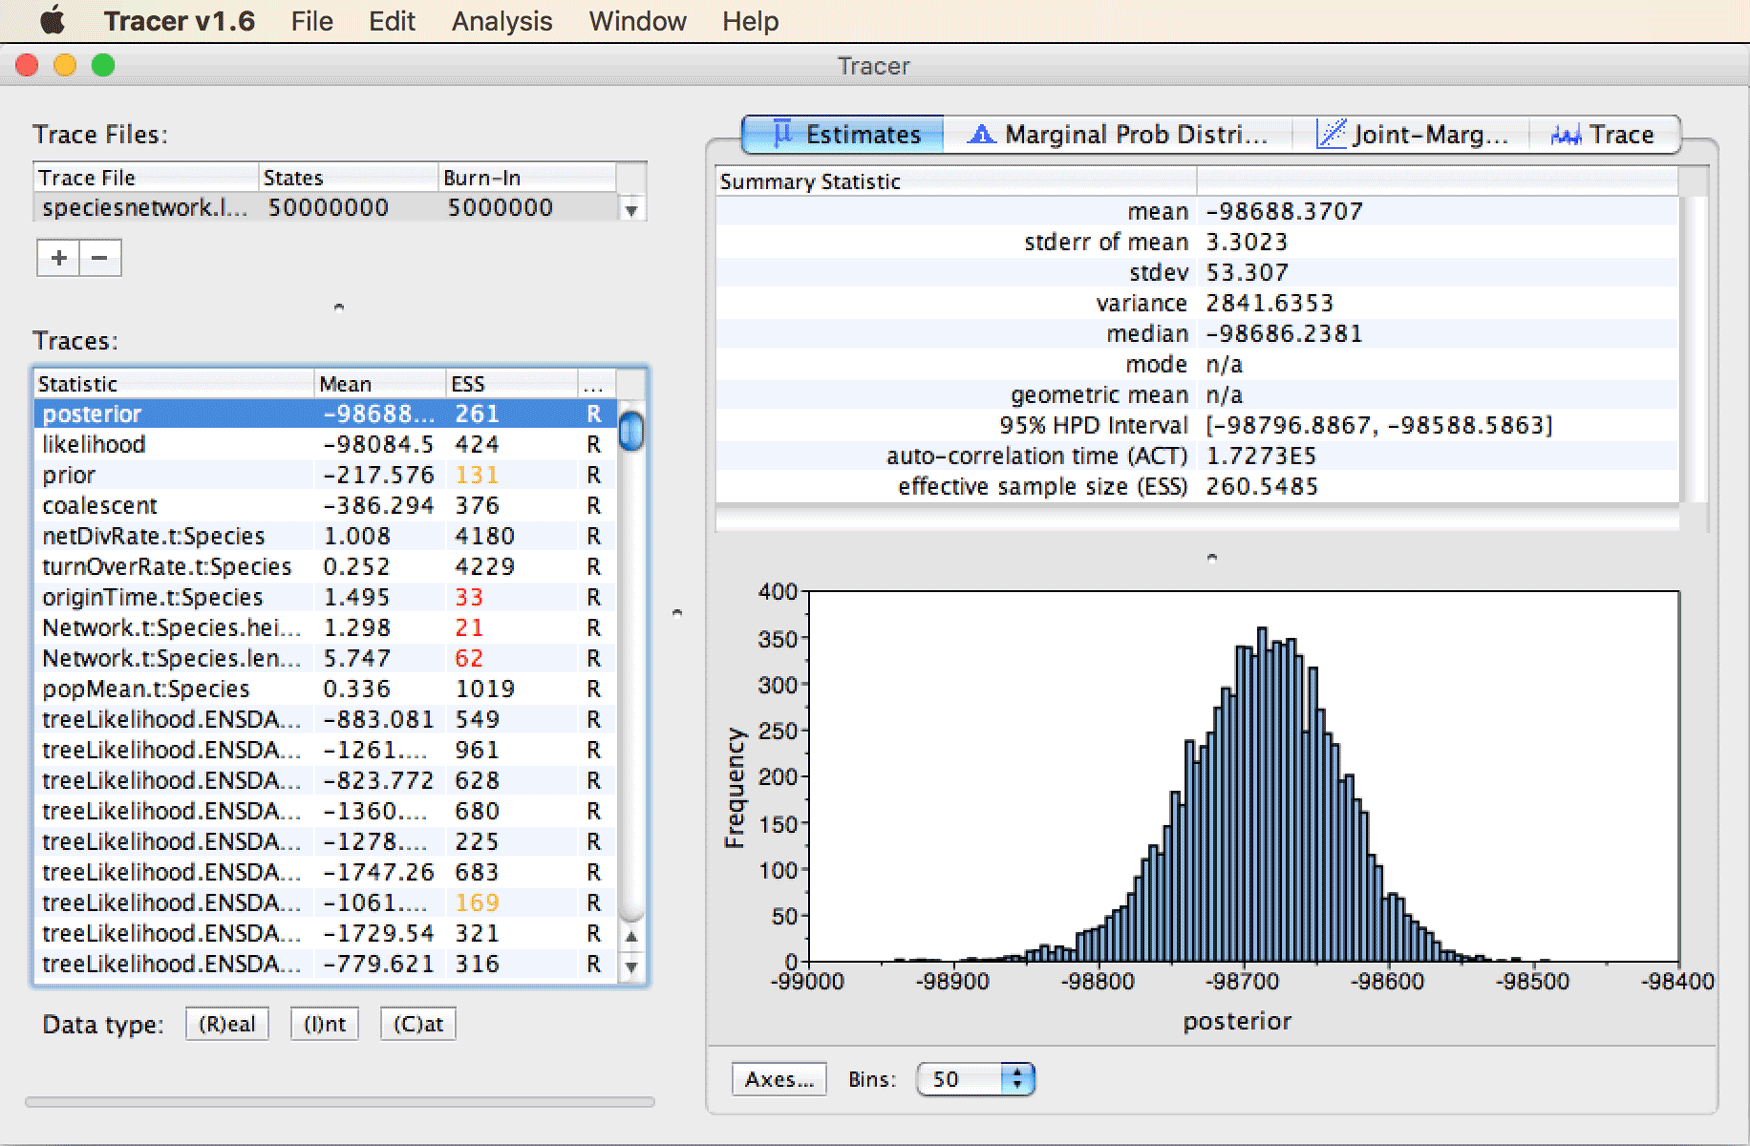 Tracer v1.6 File Edit Analysis Window Help
Tracer
Trace Files:
Trace File States Burn-In
speciesnetwork.l... 50000000 5000000
+ −
Traces:
Statistic Mean ESS ...
posterior -98688... 261 R
likelihood -98084.5 424 R
prior -217.576 131 R
coalescent -386.294 376 R
netDivRate.t:Species 1.008 4180 R
turnOverRate.t:Species 0.252 4229 R
originTime.t:Species 1.495 33 R
Network.t:Species.hei... 1.298 21 R
Network.t:Species.len... 5.747 62 R
popMean.t:Species 0.336 1019 R
treeLikelihood.ENSDA... -883.081 549 R
treeLikelihood.ENSDA... -1261.... 961 R
treeLikelihood.ENSDA... -823.772 628 R
treeLikelihood.ENSDA... -1360.... 680 R
treeLikelihood.ENSDA... -1278.... 225 R
treeLikelihood.ENSDA... -1747.26 683 R
treeLikelihood.ENSDA... -1061.... 169 R
treeLikelihood.ENSDA... -1729.54 321 R
treeLikelihood.ENSDA... -779.621 316 R
Data type: (R)eal (I)nt (C)at
μ Estimates Marginal Prob Distri... Joint-Marg... Trace
Summary Statistic
mean -98688.3707
stderr of mean 3.3023
stdev 53.307
variance 2841.6353
median -98686.2381
mode n/a
geometric mean n/a
95% HPD Interval [-98796.8867, -98588.5863]
auto-correlation time (ACT) 1.7273E5
effective sample size (ESS) 260.5485
400
350
300
250
200
150
100
50
0
Frequency
-99000 -98900 -98800 -98700 -98600 -98500 -98400
posterior
Axes... Bins: 50